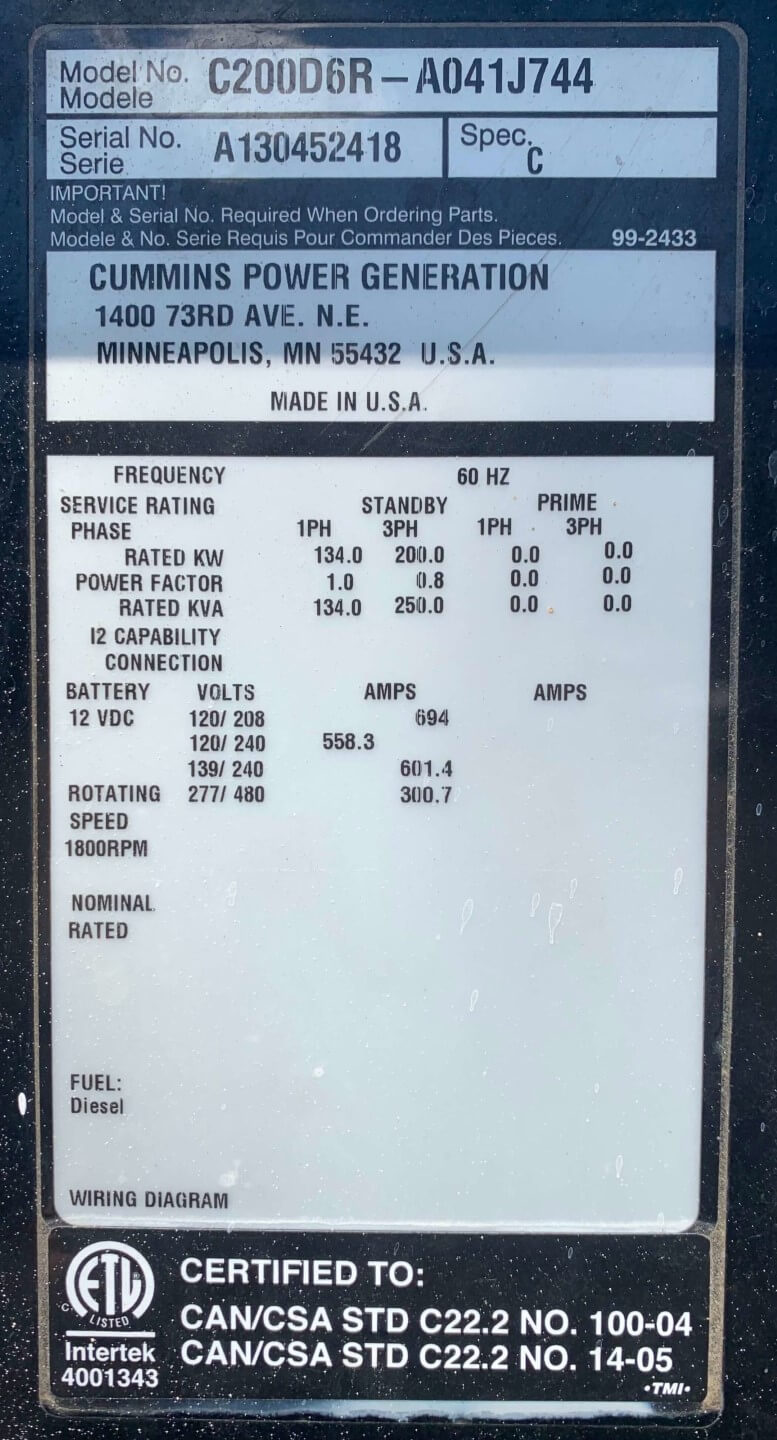 Model No. C200D6R - A041J744
Modele
Serial No. A130452418 Spec. C
Serie
IMPORTANT!
Model & Serial No. Required When Ordering Parts.
Modele & No. Serie Requis Pour Commander Des Pieces. 99-2433
CUMMINS POWER GENERATION
1400 73RD AVE. N.E.
MINNEAPOLIS, MN 55432 U.S.A.
MADE IN U.S.A.
FREQUENCY 60 HZ
SERVICE RATING STANDBY PRIME
PHASE 1PH 3PH 1PH 3PH
RATED KW 134.0 200.0 0.0 0.0
POWER FACTOR 1.0 0.8 0.0 0.0
RATED KVA 134.0 250.0 0.0 0.0
I2 CAPABILITY
CONNECTION
BATTERY VOLTS AMPS AMPS
12 VDC 120/ 208 694
120/ 240 558.3
139/ 240 601.4
ROTATING 277/ 480 300.7
SPEED
1800RPM
NOMINAL
RATED
FUEL:
Diesel
WIRING DIAGRAM
ETL
C LISTED
Intertek
4001343
CERTIFIED TO:
CAN/CSA STD C22.2 NO. 100-04
CAN/CSA STD C22.2 NO. 14-05
•TMI•